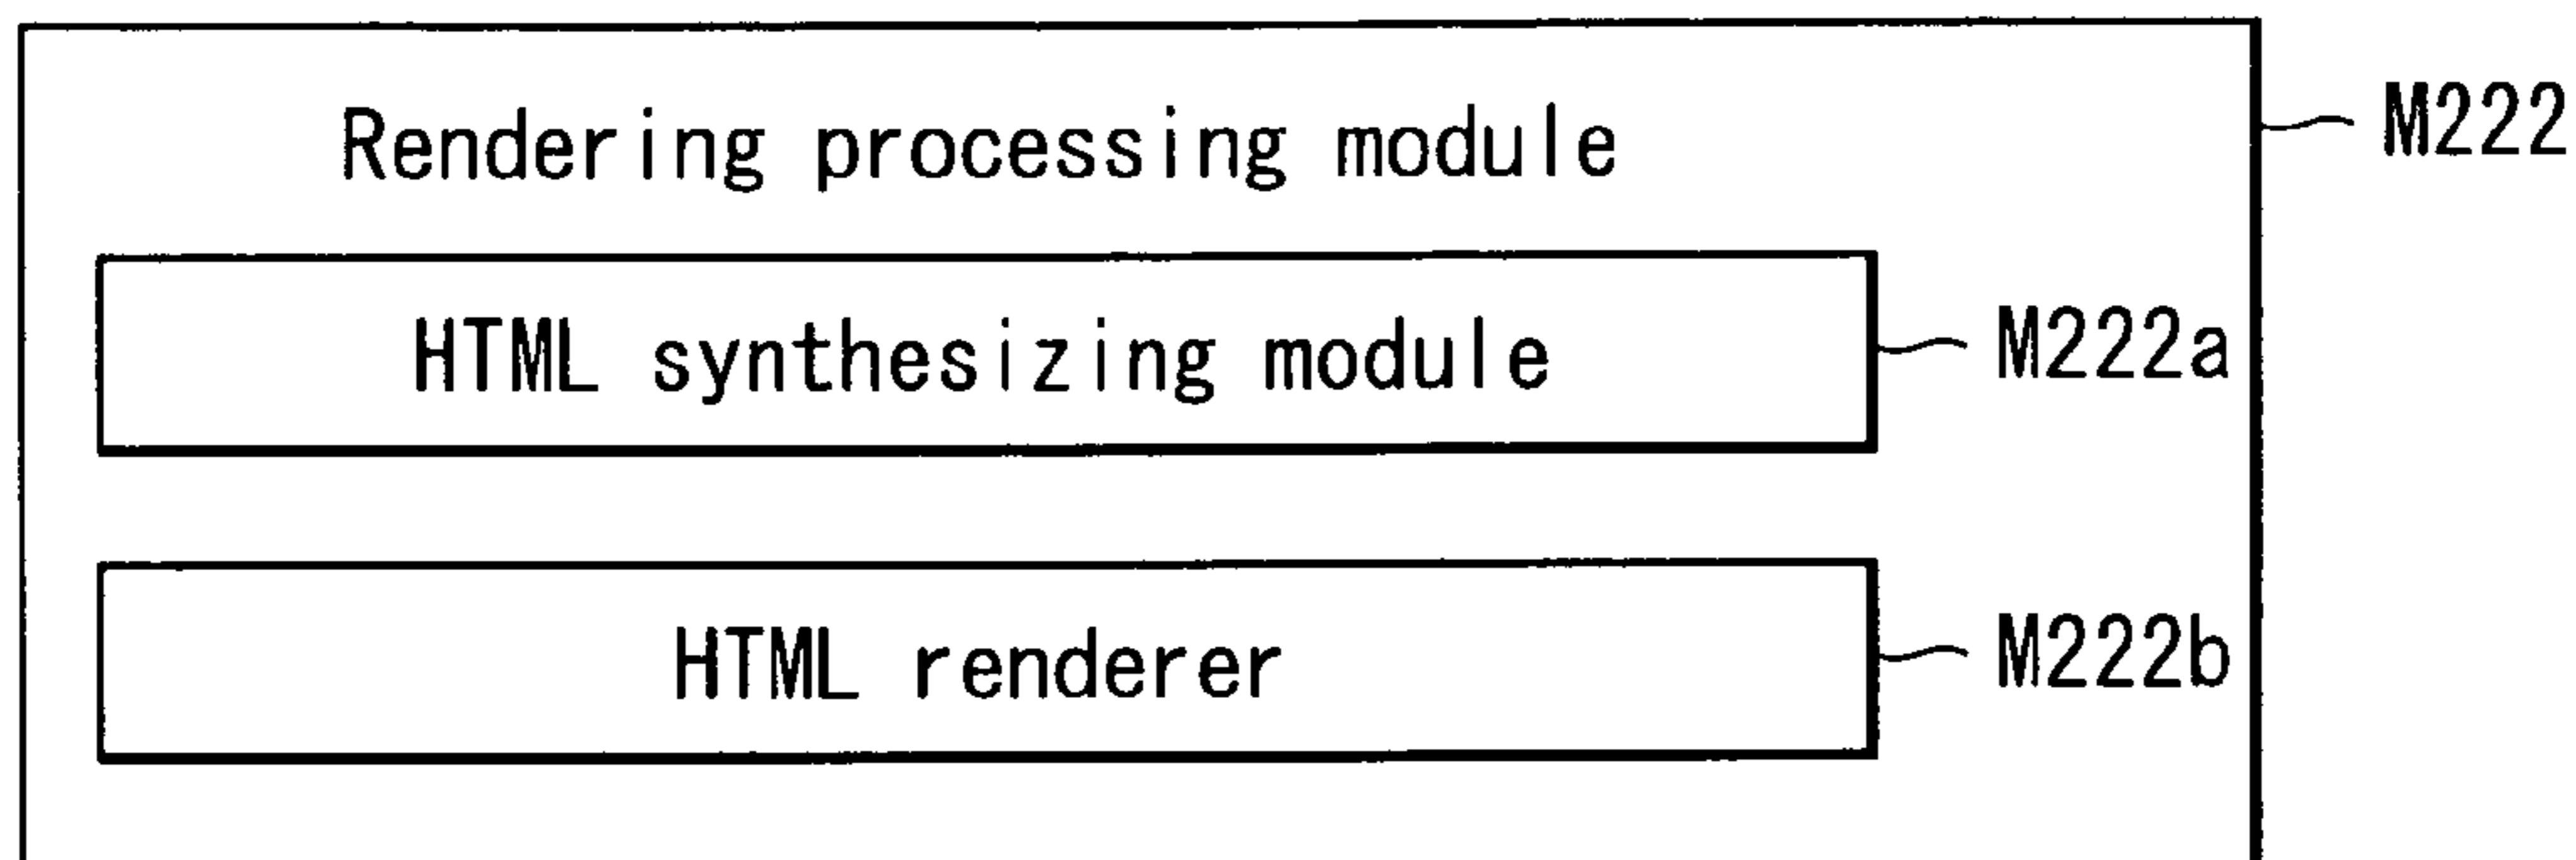 Rendering processing module
M222
HTML synthesizing module
M222a
HTML renderer
M222b